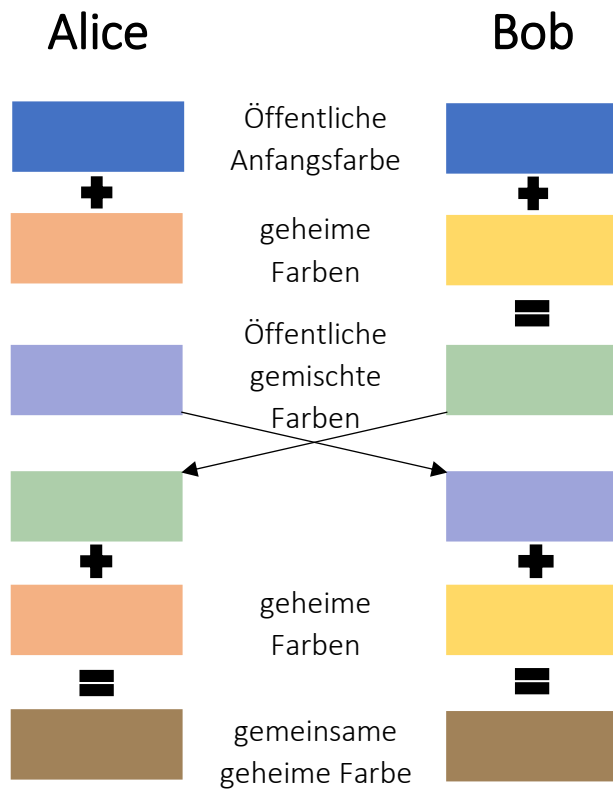 Alice
Bob
Öffentliche
Anfangsfarbe
geheime
Farben
Öffentliche
gemischte
Farben
geheime
Farben
gemeinsame
geheime Farbe